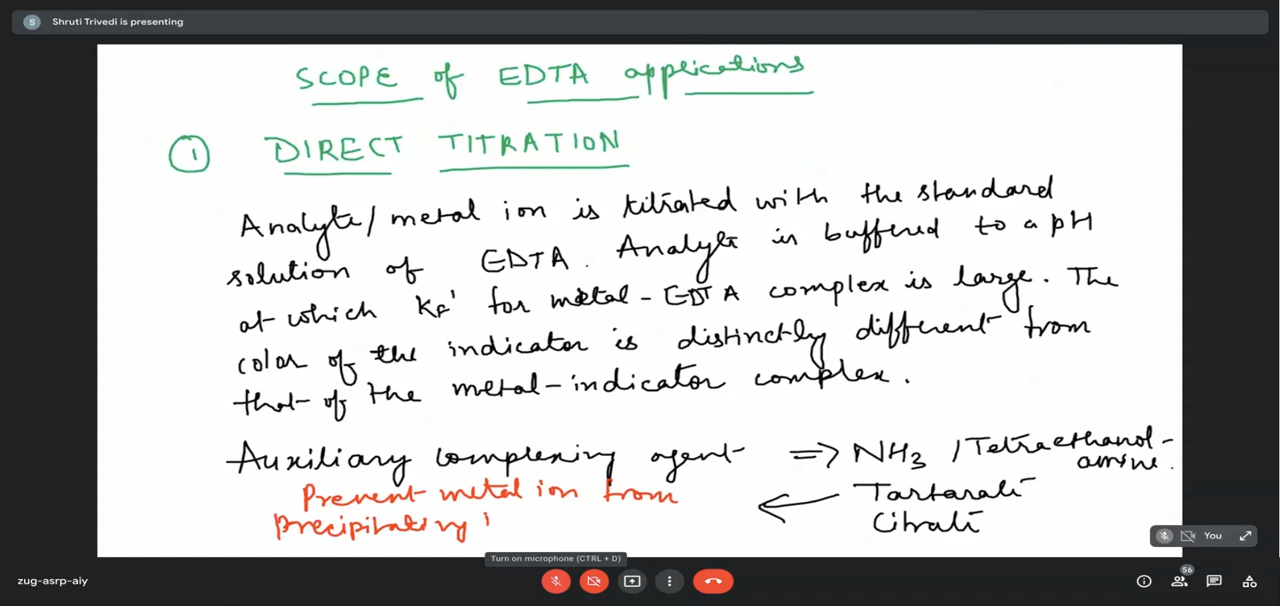 S Shruti Trivedi is presenting
SCOPE of EDTA applications
1 DIRECT TITRATION
Analyte/metal ion is titrated with the standard
solution of EDTA. Analyte is buffered to a pH
at which Kf' for metal-EDTA complex is large. The
color of the indicator is distinctly different from
that of the metal-indicator complex.
Auxiliary complexing agent => NH3 /Tetraethanol-
amine.
Prevent metal ion from
precipitating
<- Tartarate
Citrate
You
Turn on microphone (CTRL + D)
zug-asrp-aiy
56